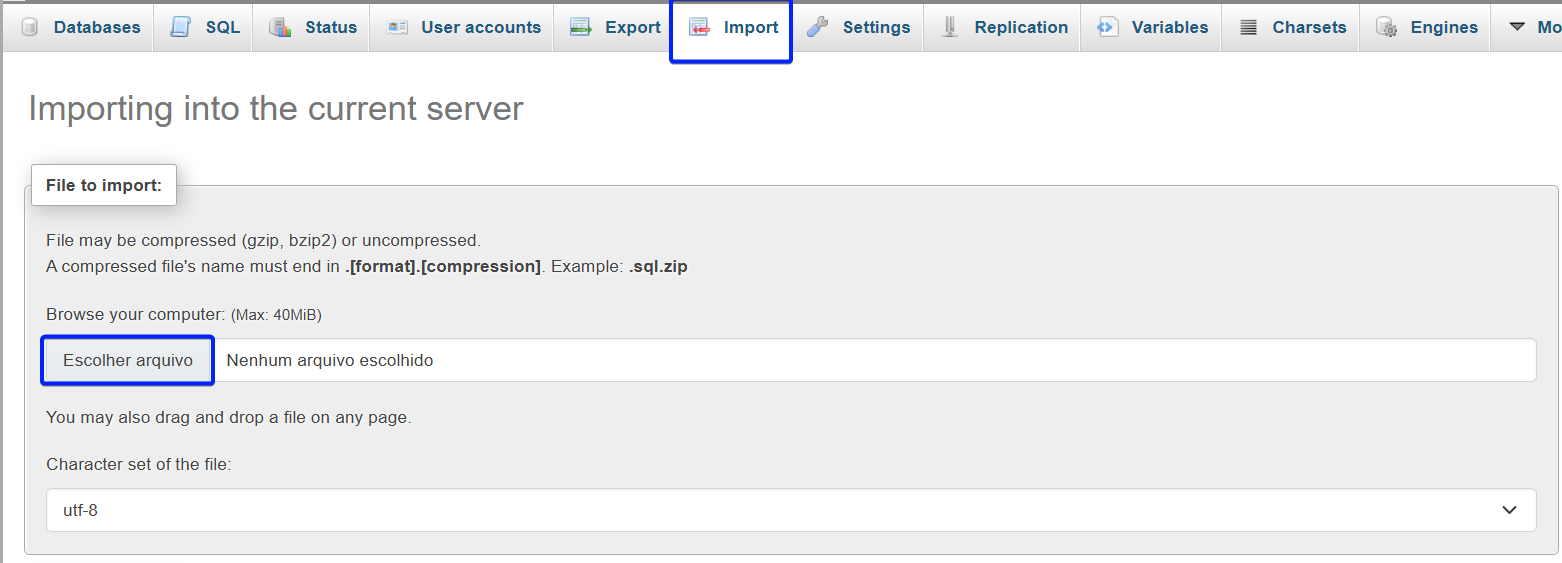 Databases SQL Status User accounts Export Import Settings Replication Variables Charsets Engines Mo
Importing into the current server
File to import:
File may be compressed (gzip, bzip2) or uncompressed.
A compressed file's name must end in .[format].[compression]. Example: .sql.zip
Browse your computer: (Max: 40MiB)
Escolher arquivo Nenhum arquivo escolhido
You may also drag and drop a file on any page.
Character set of the file:
utf-8